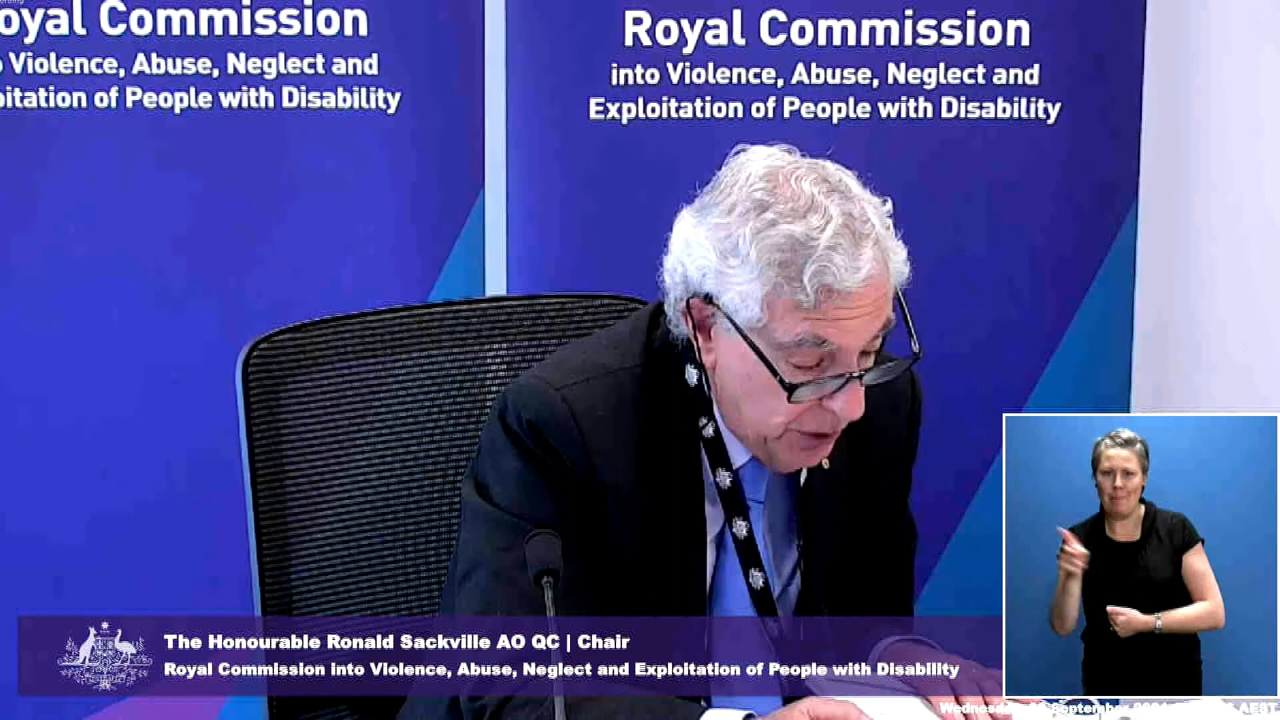 oyal Commission
Violence, Abuse, Neglect and
oitation of People with Disability
Royal Commission
into Violence, Abuse, Neglect and
Exploitation of People with Disability
The Honourable Ronald Sackville AO QC | Chair
Royal Commission into Violence, Abuse, Neglect and Exploitation of People with Disability
September
AEST